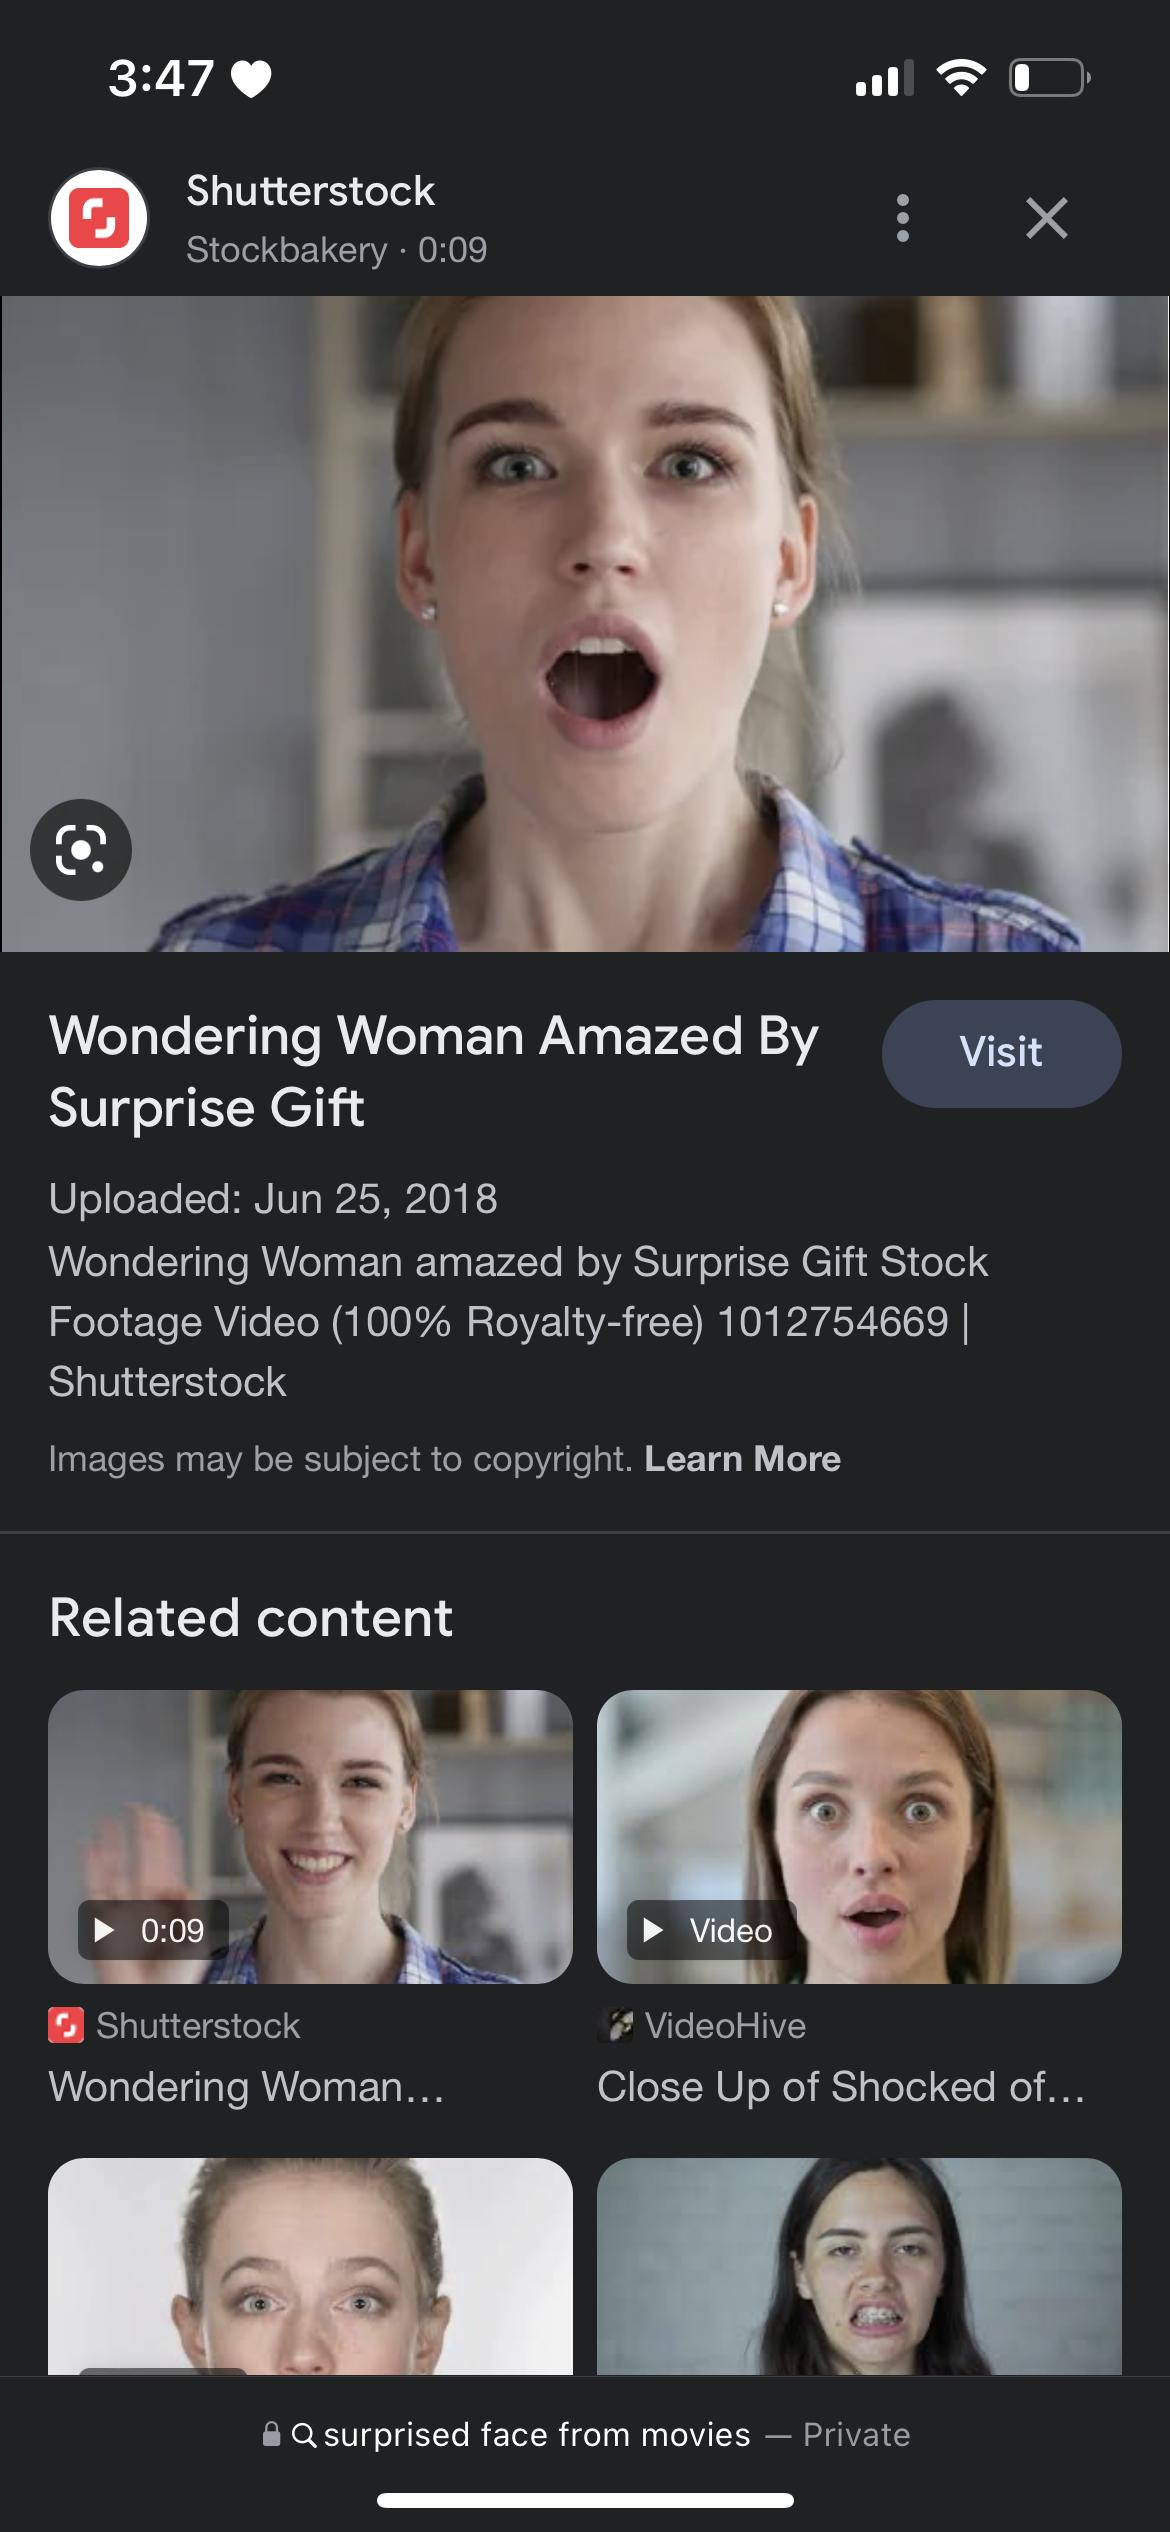 3:47
Shutterstock
Stockbakery · 0:09
Wondering Woman Amazed By
Surprise Gift
Visit
Uploaded: Jun 25, 2018
Wondering Woman amazed by Surprise Gift Stock
Footage Video (100% Royalty-free) 1012754669 |
Shutterstock
Images may be subject to copyright. Learn More
Related content
0:09
Video
Shutterstock
VideoHive
Wondering Woman...
Close Up of Shocked of...
surprised face from movies — Private